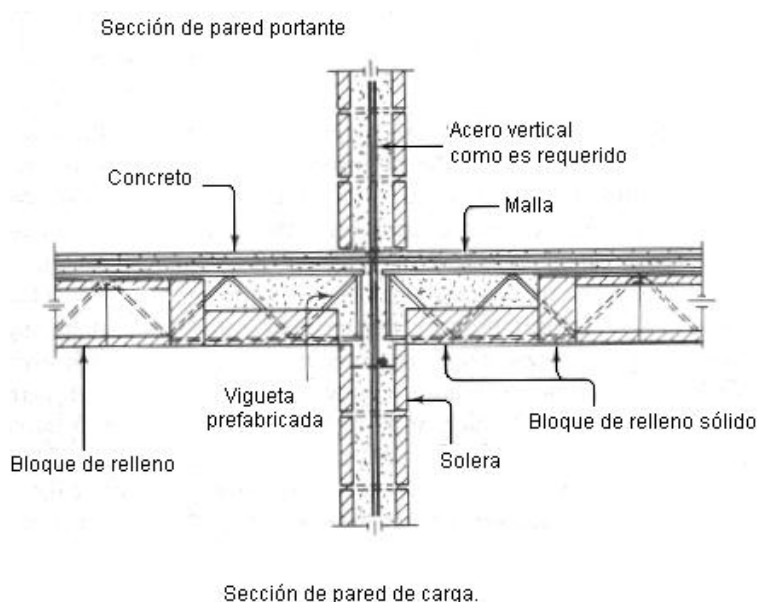 Sección de pared portante
Acero vertical
como es requerido
Concreto
Malla
Vigueta
prefabricada
Bloque de relleno sólido
Bloque de relleno
Solera
Sección de pared de carga.